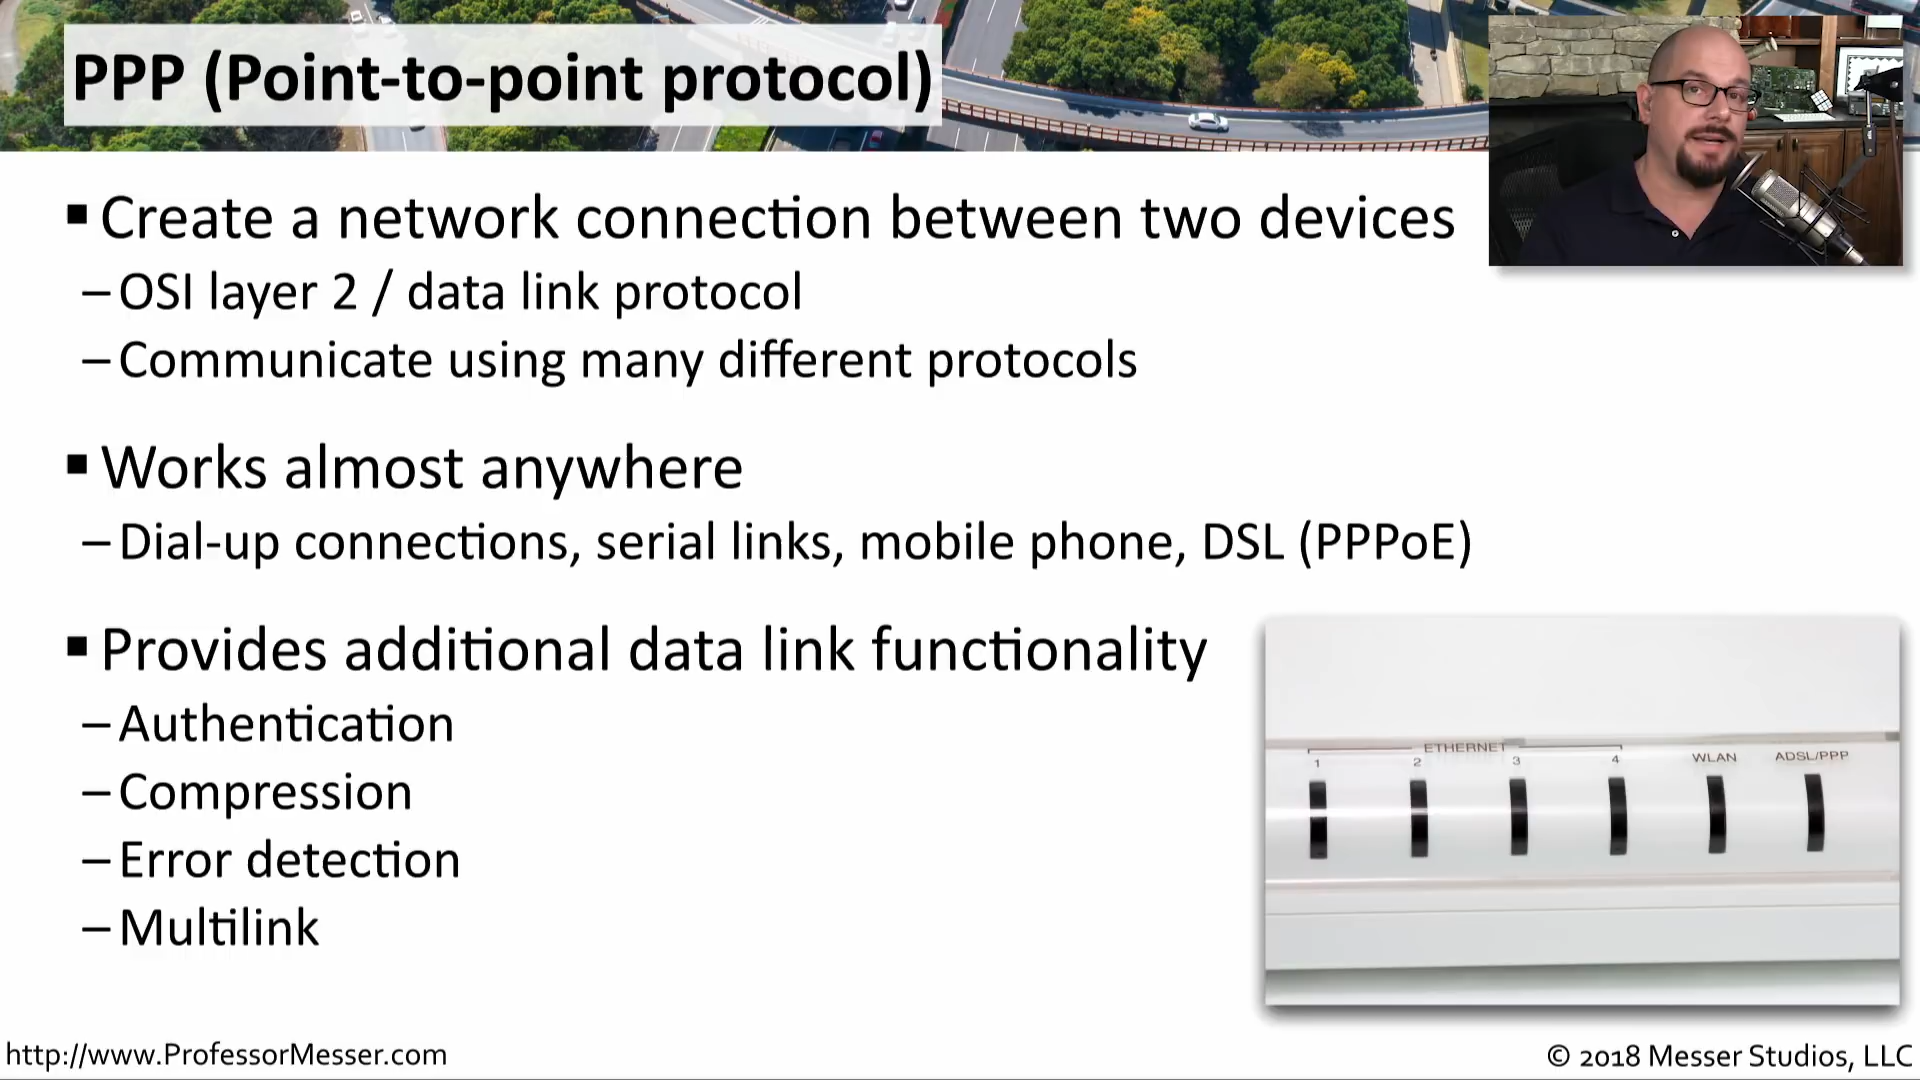 PPP (Point-to-point protocol)
▪ Create a network connection between two devices
– OSI layer 2 / data link protocol
– Communicate using many different protocols
▪ Works almost anywhere
– Dial-up connections, serial links, mobile phone, DSL (PPPoE)
▪ Provides additional data link functionality
– Authentication
– Compression
– Error detection
– Multilink
ETHERNET
1 2 3 4 WLAN ADSL/PPP
http://www.ProfessorMesser.com
© 2018 Messer Studios, LLC